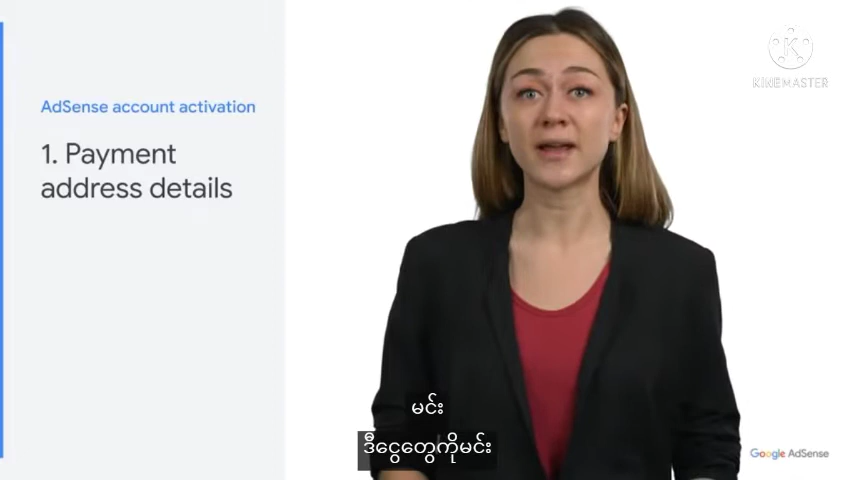 AdSense account activation
1. Payment
address details
KINEMASTER
မင်း
ဒီငွေတွေကိုမင်း
Google AdSense